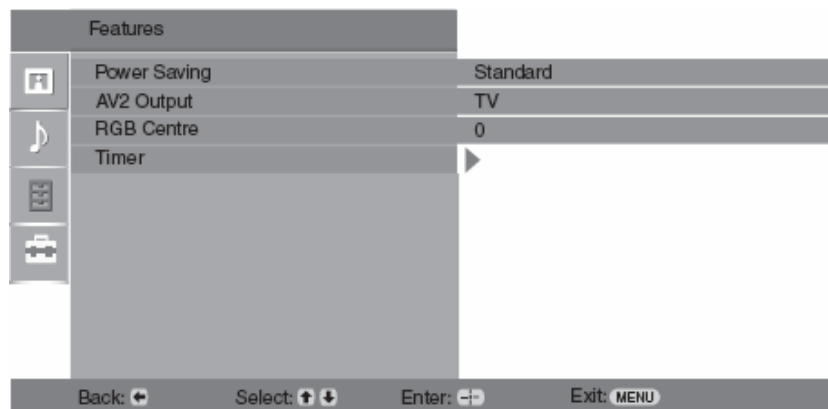 Features
Power Saving Standard
AV2 Output TV
RGB Centre 0
Timer
Back: Select: Enter: Exit: MENU